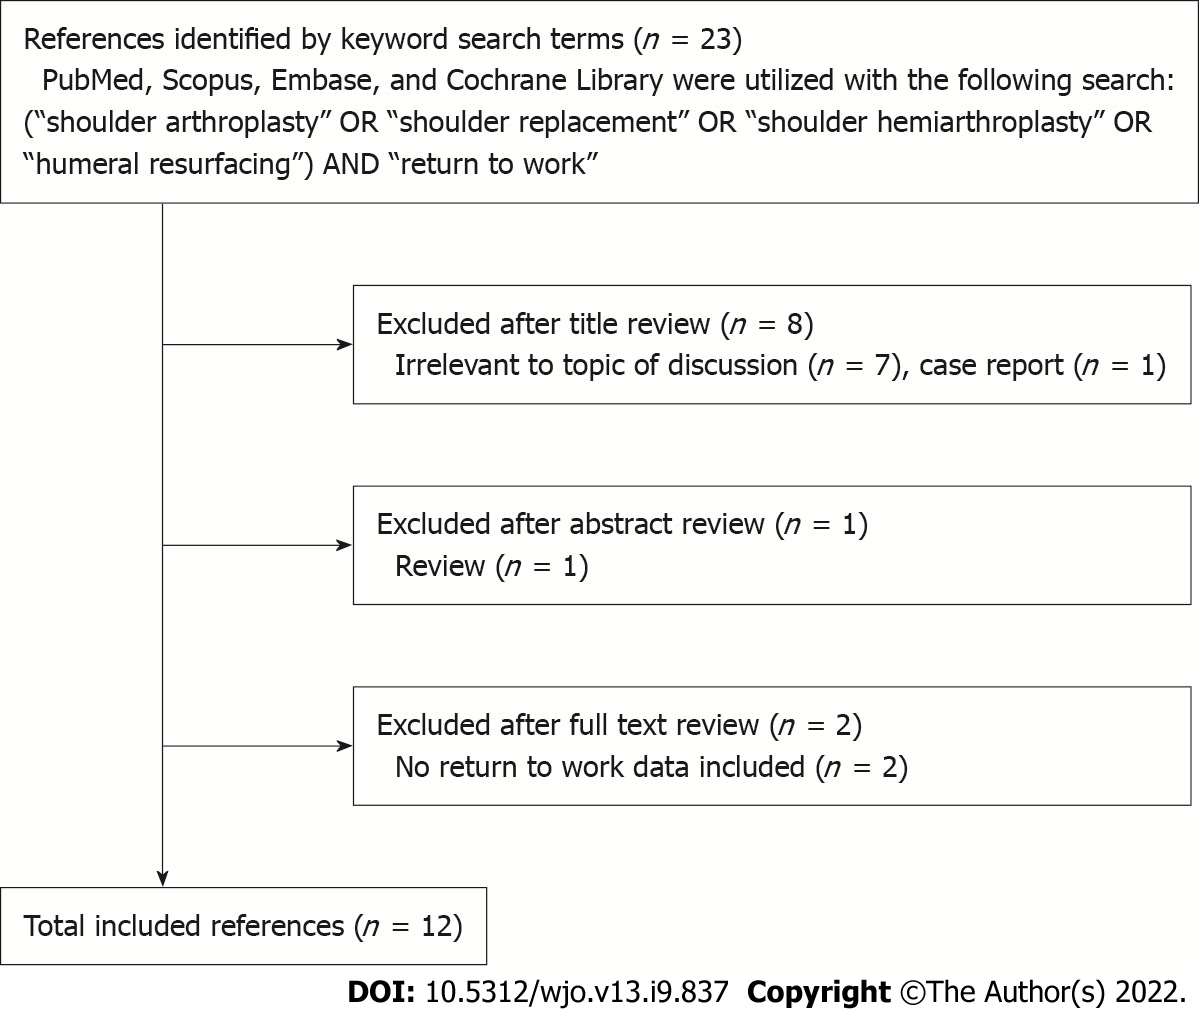 References identified by keyword search terms (n = 23)
PubMed, Scopus, Embase, and Cochrane Library were utilized with the following search:
(“shoulder arthroplasty” OR “shoulder replacement” OR “shoulder hemiarthroplasty” OR
“humeral resurfacing”) AND “return to work”
Excluded after title review (n = 8)
Irrelevant to topic of discussion (n = 7), case report (n = 1)
Excluded after abstract review (n = 1)
Review (n = 1)
Excluded after full text review (n = 2)
No return to work data included (n = 2)
Total included references (n = 12)
DOI: 10.5312/wjo.v13.i9.837 Copyright ©The Author(s) 2022.